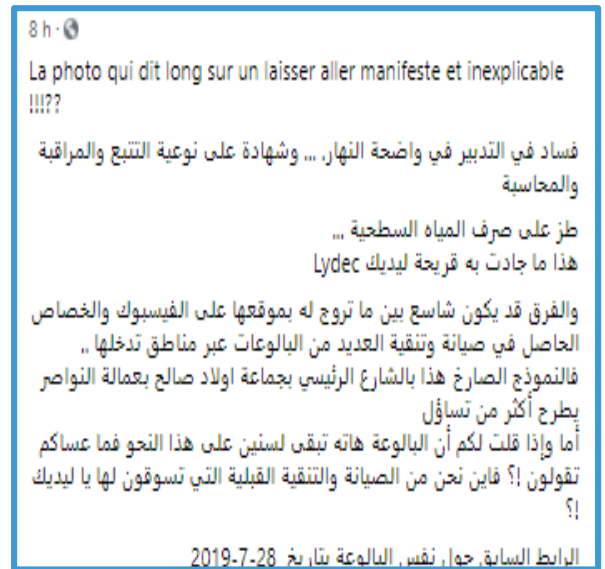 8 h ·
La photo qui dit long sur un laisser aller manifeste et inexplicable
!!!??
فساد في التدبير في واضحة النهار, ,,, وشهادة على نوعية التتبع والمراقبة
والمحاسبة
طز على صرف المياه السطحية ,,,
هذا ما جادت به قريحة ليديك Lydec
والفرق قد يكون شاسع بين ما تروج له بموقعها على الفيسبوك والخصاص
الحاصل في صيانة وتنقية العديد من البالوعات عبر مناطق تدخلها ,,
فالنموذج الصارخ هذا بالشارع الرئيسي بجماعة اولاد صالح بعمالة النواصر
يطرح أكثر من تساؤل
أما وإذا قلت لكم أن البالوعة هاته تبقى لسنين على هذا النحو فما عساكم
تقولون !؟ فاين نحن من الصيانة والتنقية القبلية التي تسوقون لها يا ليديك
!؟
الرابط السابق حول نفس البالوعة بتاريخ 28-7-2019